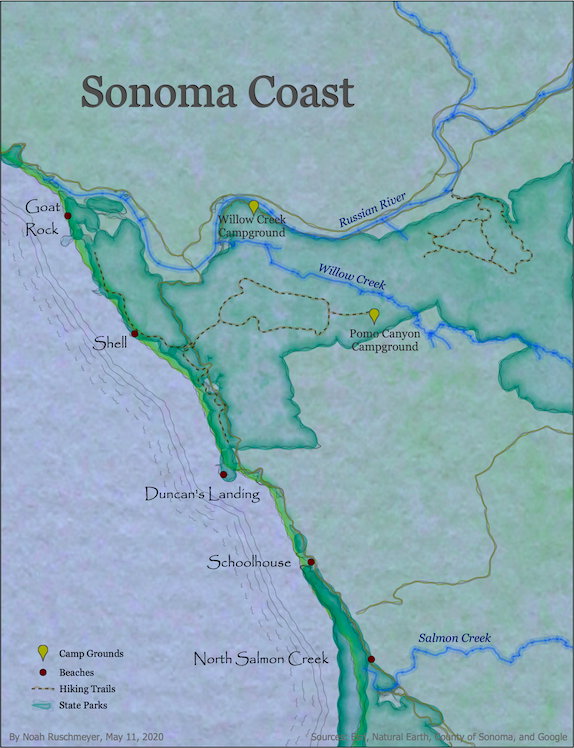 Sonoma Coast
Goat
Rock
Willow Creek
Campground
Russian River
Willow Creek
Shell
Pomo Canyon
Campground
Duncan's Landing
Schoolhouse
North Salmon Creek
Salmon Creek
Camp Grounds
Beaches
Hiking Trails
State Parks
By Noah Ruschmeyer, May 11, 2020
Natural Earth, County of Sonoma, and Google